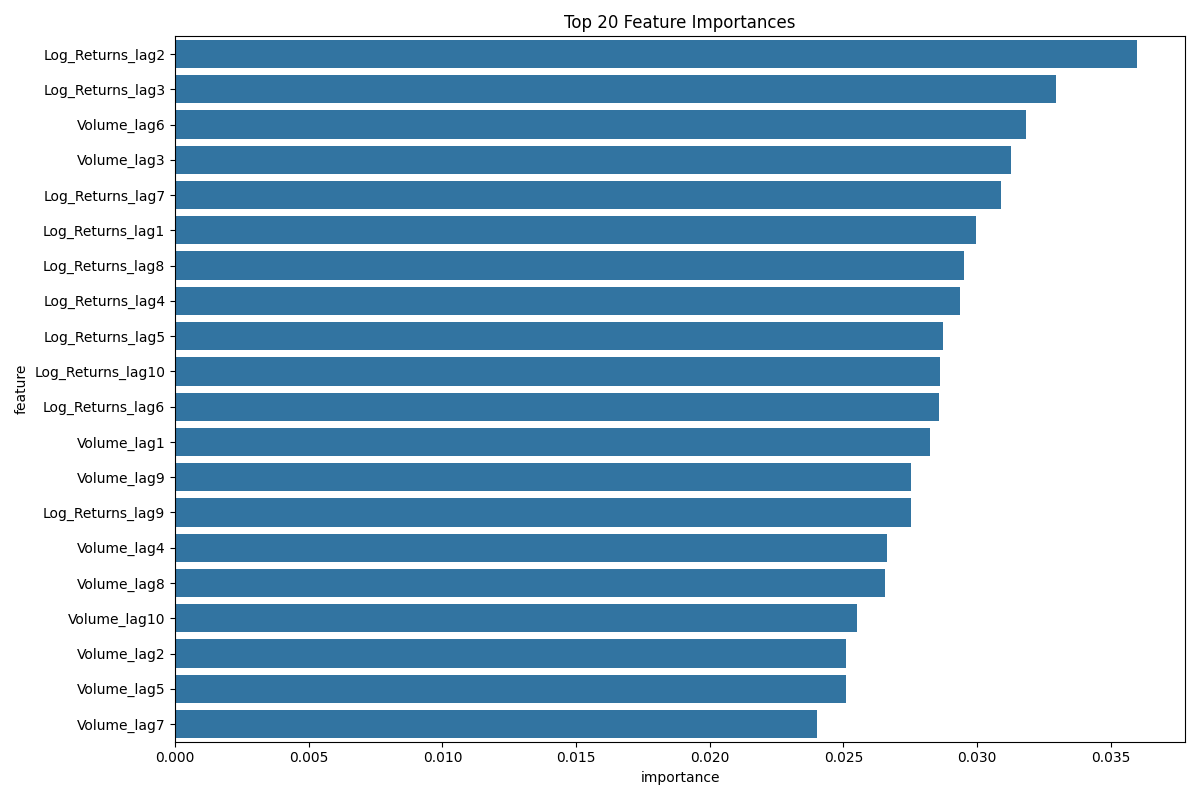 Top 20 Feature Importances
Log_Returns_lag2
Log_Returns_lag3
Volume_lag6
Volume_lag3
Log_Returns_lag7
Log_Returns_lag1
Log_Returns_lag8
Log_Returns_lag4
Log_Returns_lag5
Log_Returns_lag10
Log_Returns_lag6
Volume_lag1
Volume_lag9
Log_Returns_lag9
Volume_lag4
Volume_lag8
Volume_lag10
Volume_lag2
Volume_lag5
Volume_lag7
feature
0.000 0.005 0.010 0.015 0.020 0.025 0.030 0.035
importance